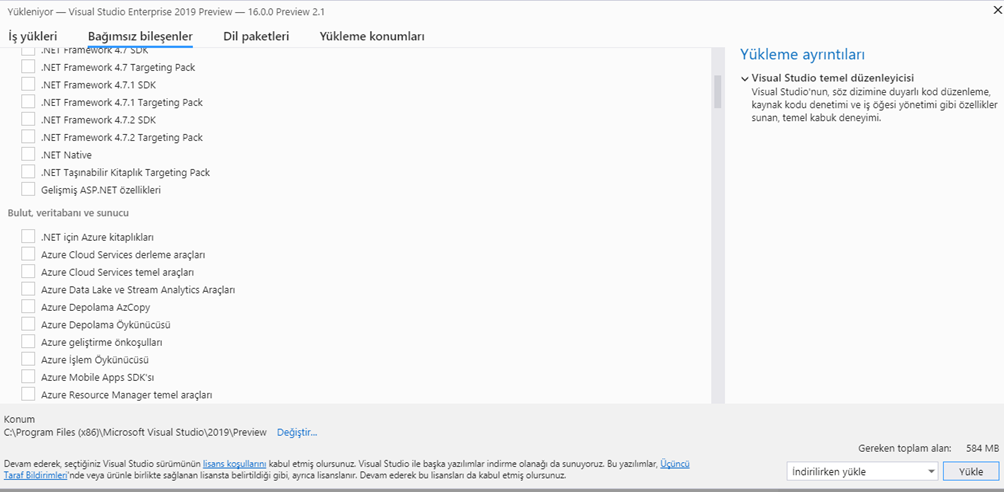 Yükleniyor — Visual Studio Enterprise 2019 Preview — 16.0.0 Preview 2.1
İş yükleri
Bağımsız bileşenler
Dil paketleri
Yükleme konumları
.NET Framework 4.7 SDK
.NET Framework 4.7 Targeting Pack
.NET Framework 4.7.1 SDK
.NET Framework 4.7.1 Targeting Pack
.NET Framework 4.7.2 SDK
.NET Framework 4.7.2 Targeting Pack
.NET Native
.NET Taşınabilir Kitaplık Targeting Pack
Gelişmiş ASP.NET özellikleri
Bulut, veritabanı ve sunucu
.NET için Azure kitaplıkları
Azure Cloud Services derleme araçları
Azure Cloud Services temel araçları
Azure Data Lake ve Stream Analytics Araçları
Azure Depolama AzCopy
Azure Depolama Öykünücüsü
Azure geliştirme önkoşulları
Azure İşlem Öykünücüsü
Azure Mobile Apps SDK'sı
Azure Resource Manager temel araçları
Yükleme ayrıntıları
Visual Studio temel düzenleyicisi
Visual Studio'nun, söz dizimine duyarlı kod düzenleme,
kaynak kodu denetimi ve iş öğesi yönetimi gibi özellikler
sunan, temel kabuk deneyimi.
Konum
C:\Program Files (x86)\Microsoft Visual Studio\2019\Preview Değiştir...
Gereken toplam alan: 584 MB
Devam ederek, seçtiğiniz Visual Studio sürümünün lisans koşullarını kabul etmiş olursunuz. Visual Studio ile başka yazılımlar indirme olanağı da sunuyoruz. Bu yazılımlar, Üçüncü
Taraf Bildirimleri'nde veya ürünle birlikte sağlanan lisansta belirtildiği gibi, ayrıca lisanslanır. Devam ederek bu lisansları da kabul etmiş olursunuz.
İndirilirken yükle
Yükle